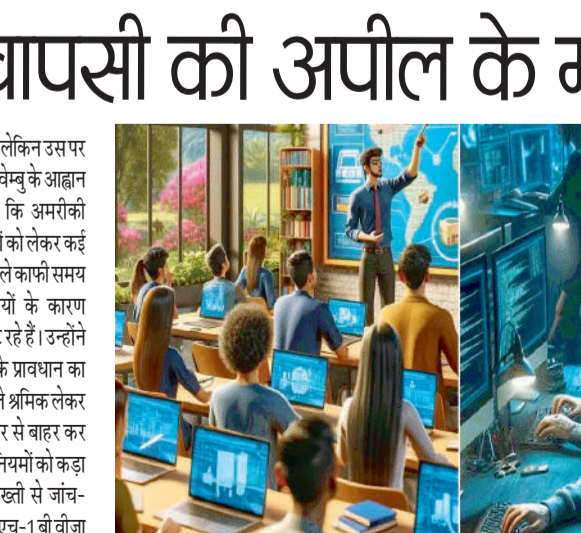 वापसी की अपील के
लेकिन उस पर
वेम्बु के आह्वान
कि अमरीकी
को लेकर कई
ले काफी समय
यों के कारण
रहे हैं। उन्होंने
के प्रावधान का
श्रमिक लेकर
र से बाहर कर
नियमों को कड़ा
ख्ती से जांच-
एच-1 बी वीजा